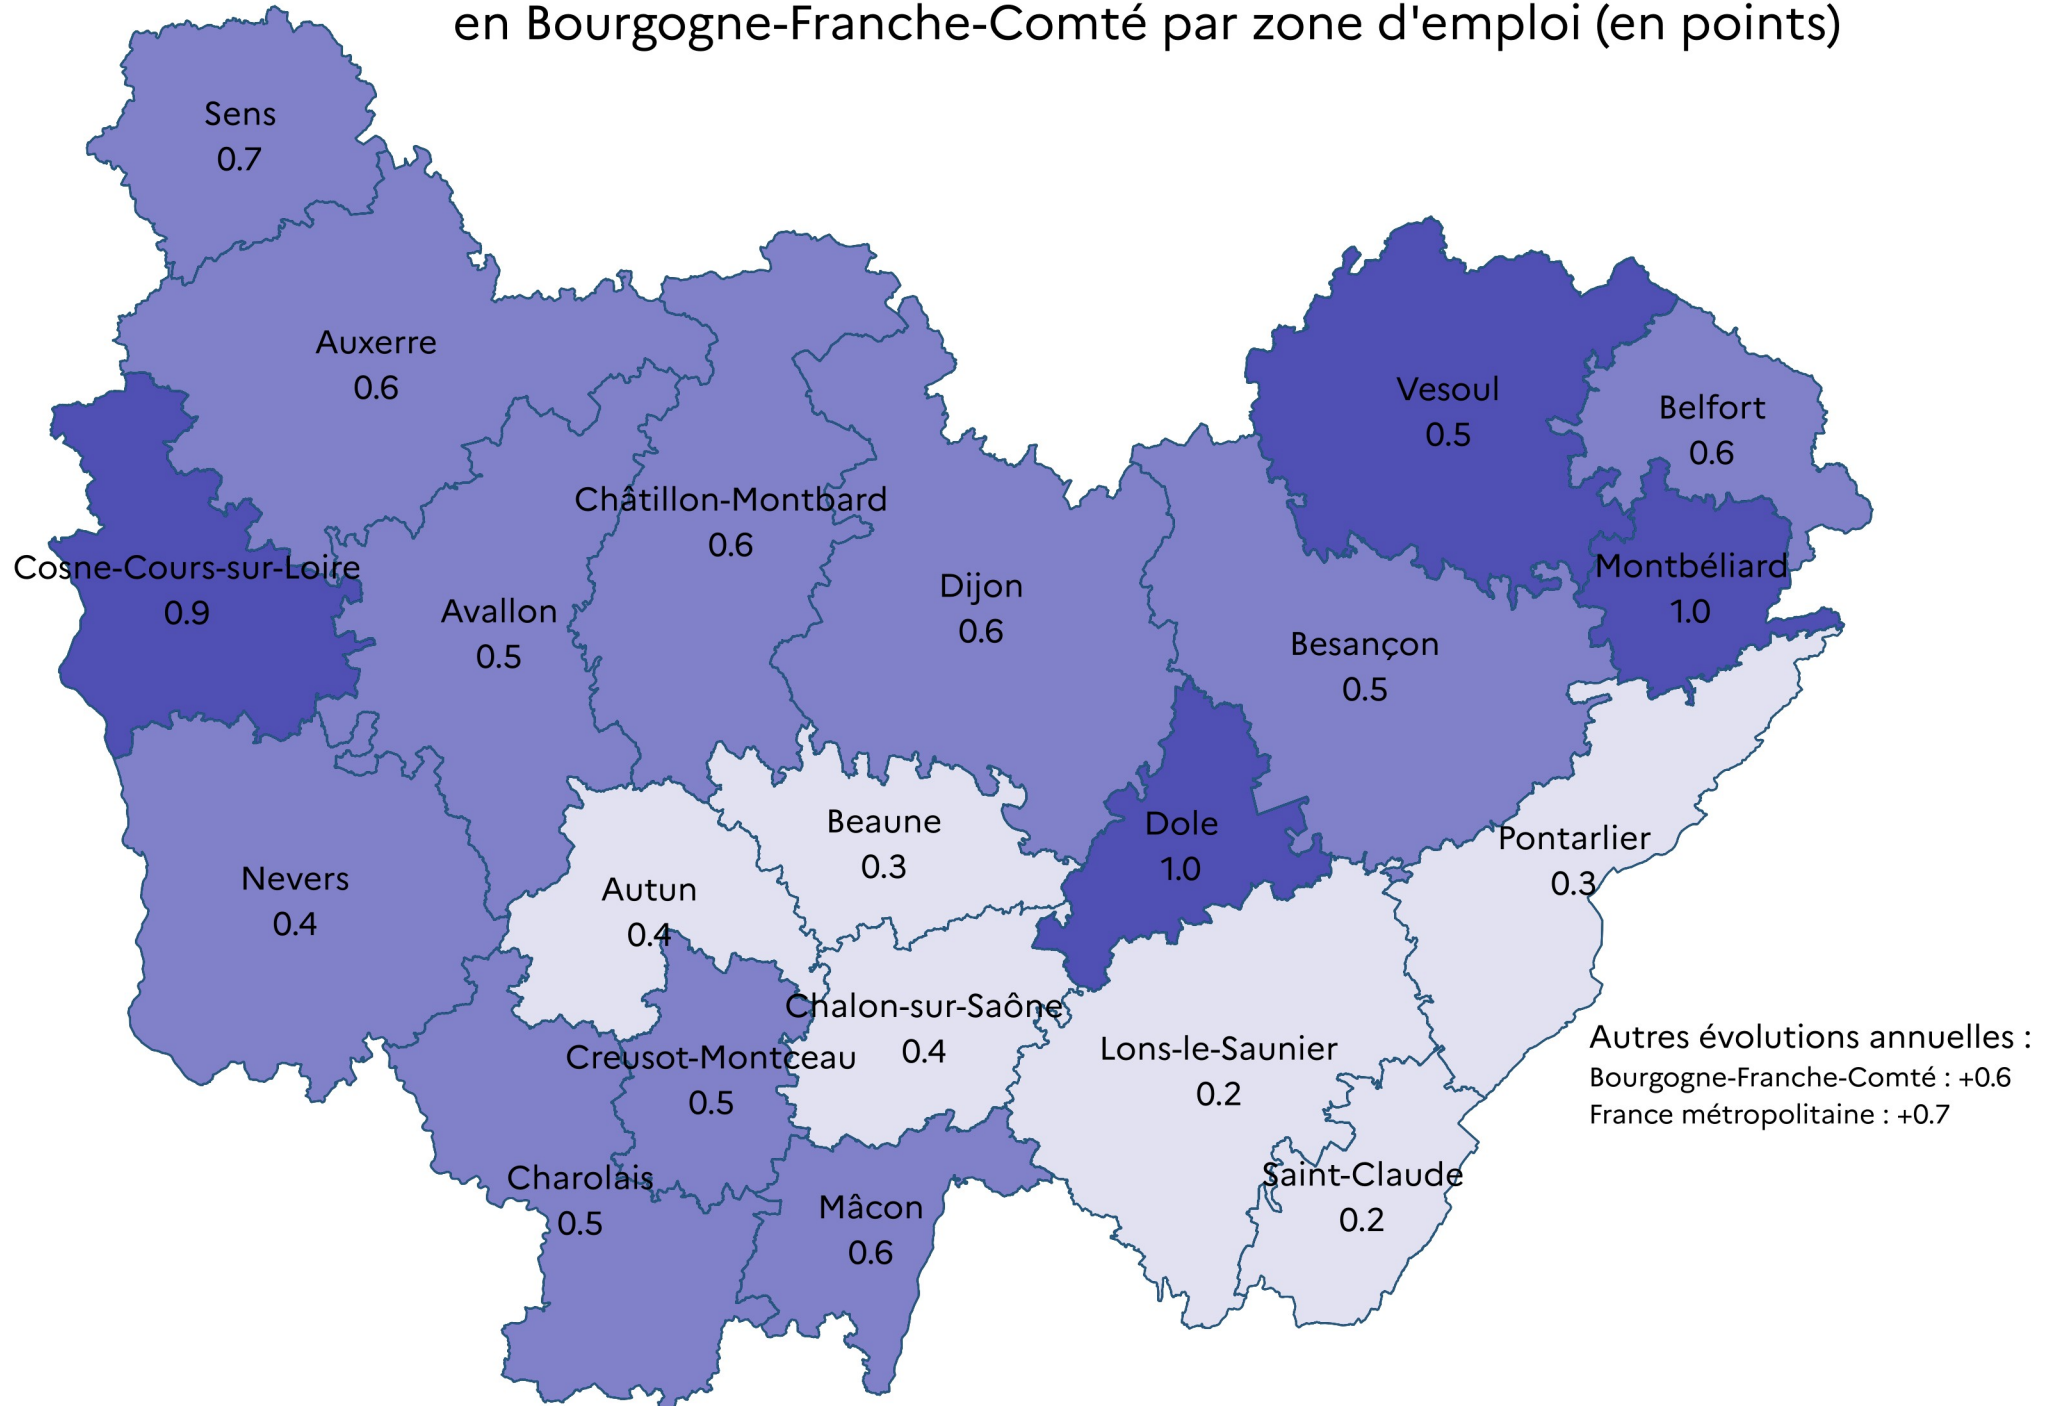 en Bourgogne-Franche-Comté par zone d'emploi (en points)
Sens
0.7
Auxerre
0.6
Vesoul
0.5
Belfort
0.6
Châtillon-Montbard
0.6
Cosne-Cours-sur-Loire
0.9
Montbéliard
1.0
Dijon
0.6
Avallon
0.5
Besançon
0.5
Beaune
0.3
Dole
1.0
Pontarlier
0.3
Nevers
0.4
Autun
0.4
Chalon-sur-Saône
0.4
Creusot-Montceau
0.5
Lons-le-Saunier
0.2
Autres évolutions annuelles :
Bourgogne-Franche-Comté : +0.6
France métropolitaine : +0.7
Charolais
0.5
Mâcon
0.6
Saint-Claude
0.2